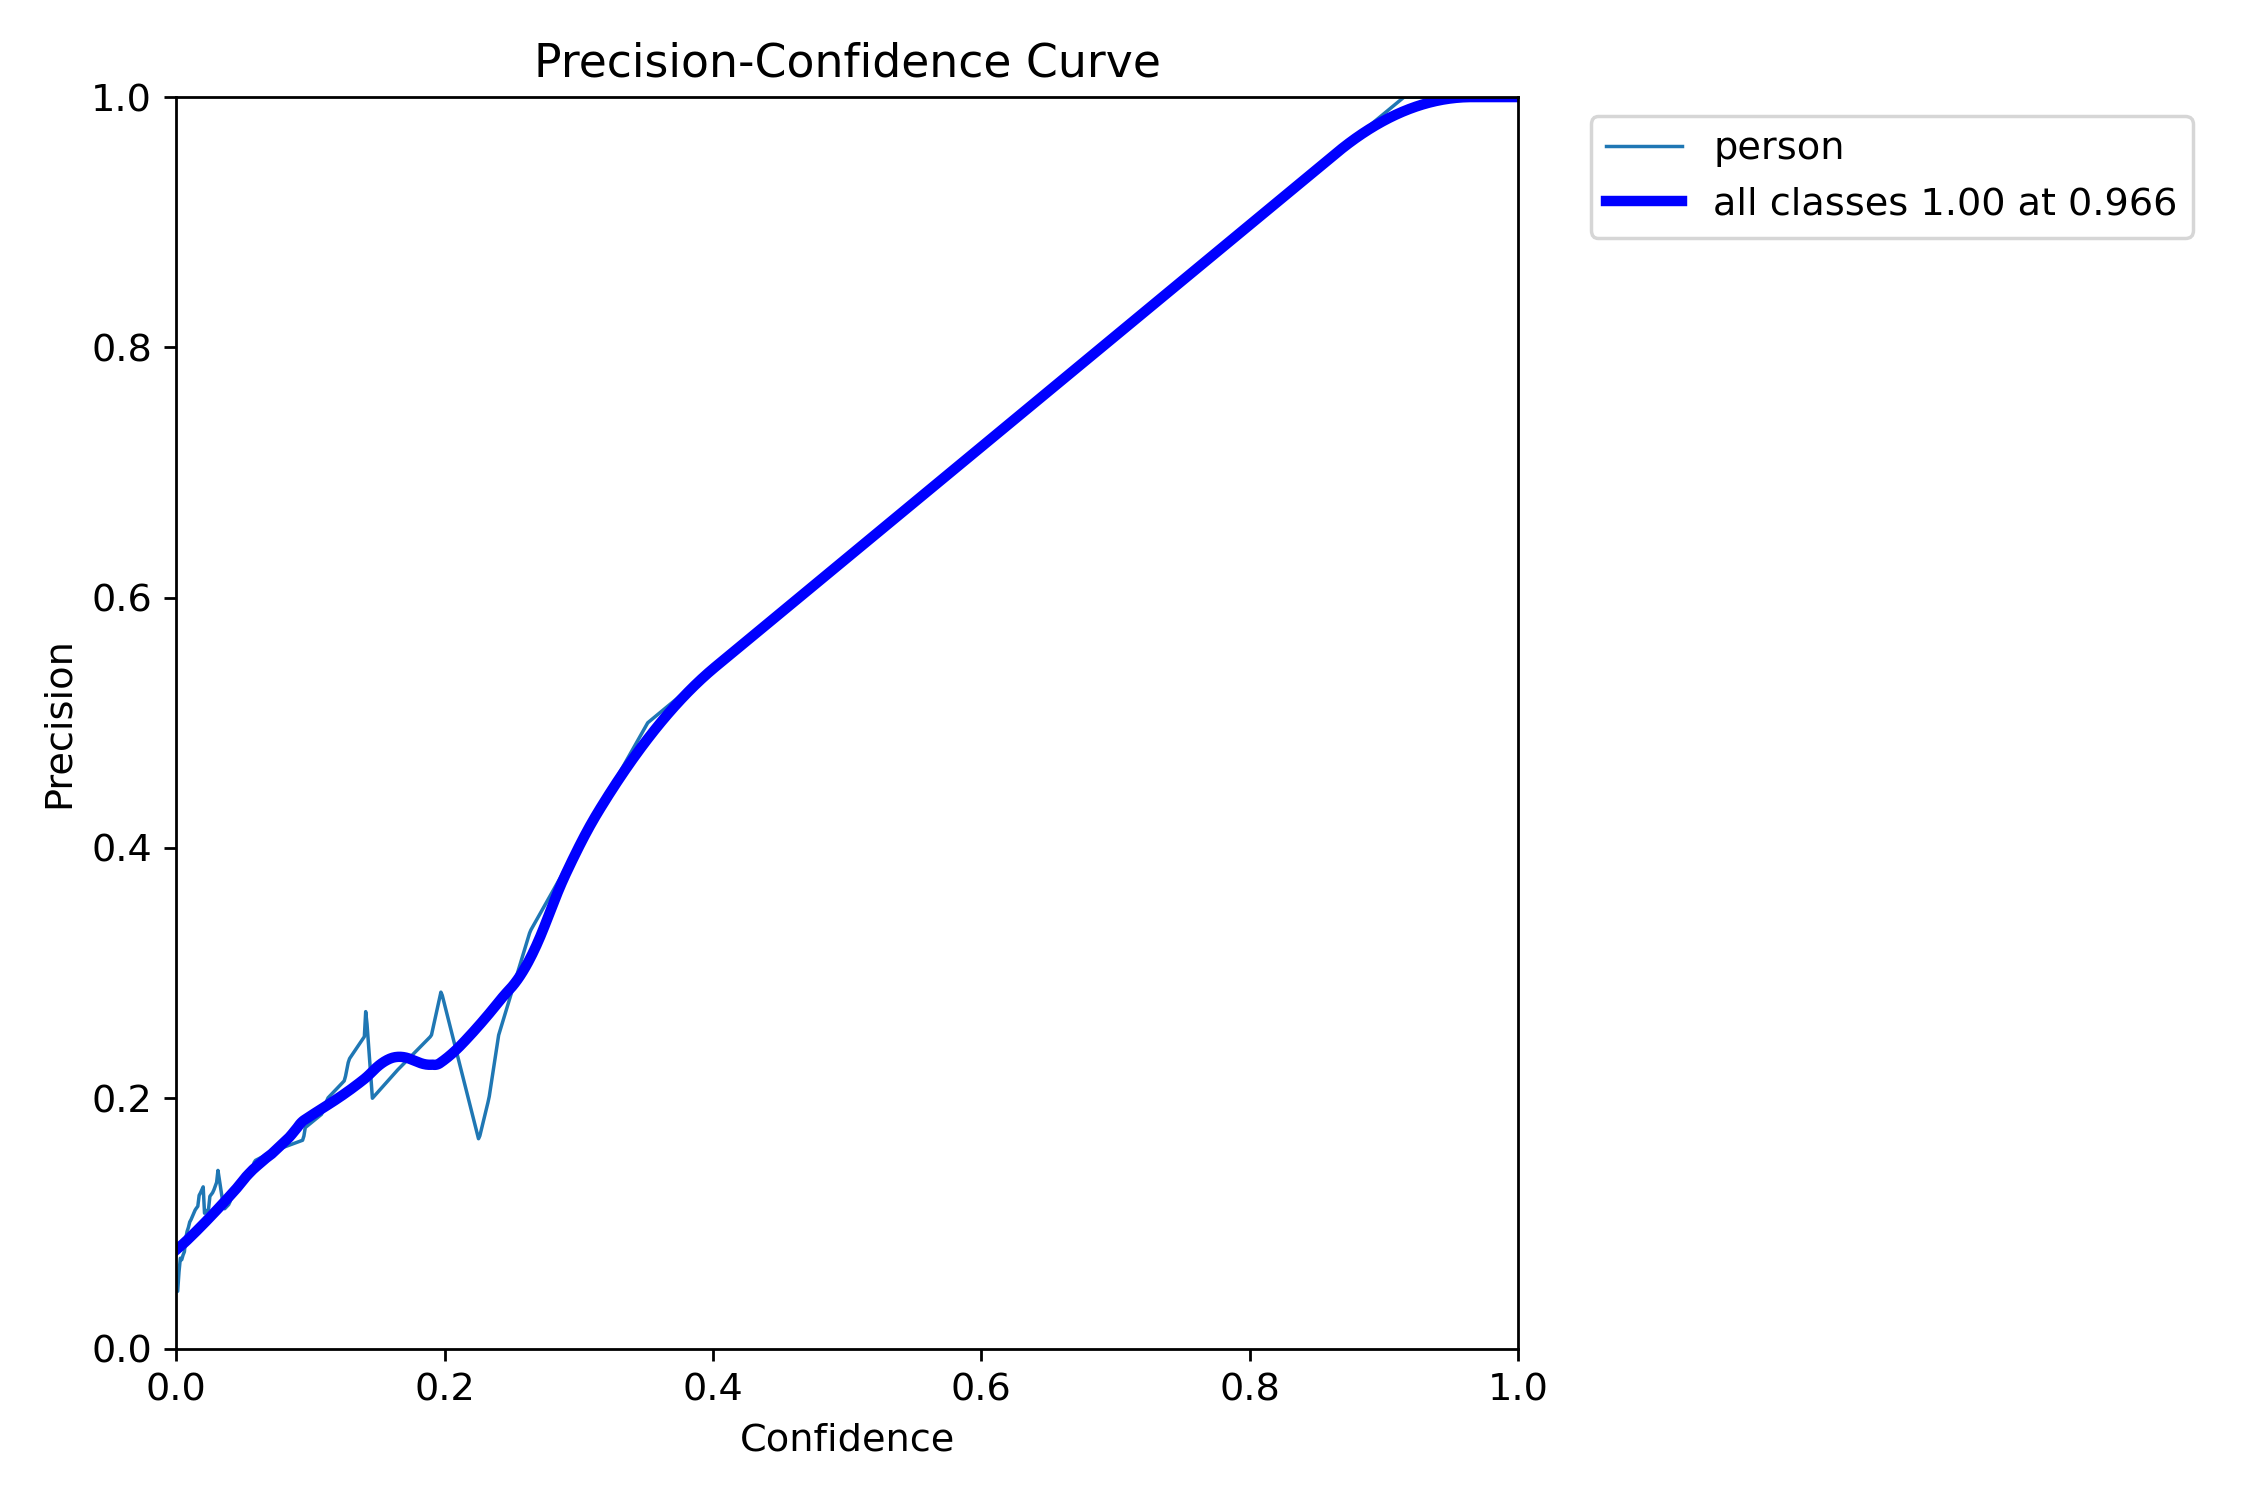 Precision-Confidence Curve
1.0
0.8
0.6
0.4
0.2
0.0
Precision
0.0 0.2 0.4 0.6 0.8 1.0
Confidence
person
all classes 1.00 at 0.966